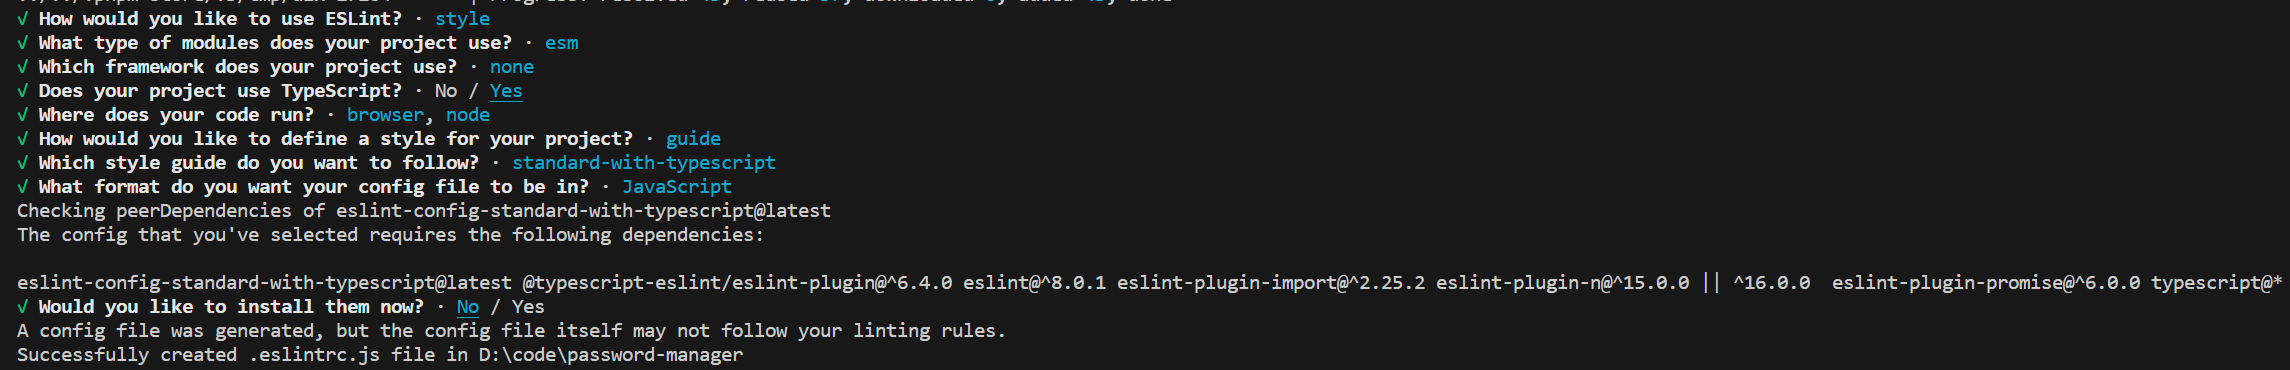 √ How would you like to use ESLint? · style
√ What type of modules does your project use? · esm
√ Which framework does your project use? · none
√ Does your project use TypeScript? · No / Yes
√ Where does your code run? · browser, node
√ How would you like to define a style for your project? · guide
√ Which style guide do you want to follow? · standard-with-typescript
√ What format do you want your config file to be in? · JavaScript
Checking peerDependencies of eslint-config-standard-with-typescript@latest
The config that you've selected requires the following dependencies:
eslint-config-standard-with-typescript@latest @typescript-eslint/eslint-plugin@^6.4.0 eslint@^8.0.1 eslint-plugin-import@^2.25.2 eslint-plugin-n@^15.0.0 || ^16.0.0  eslint-plugin-promise@^6.0.0 typescript@*
√ Would you like to install them now? · No / Yes
A config file was generated, but the config file itself may not follow your linting rules.
Successfully created .eslintrc.js file in D:\code\password-manager